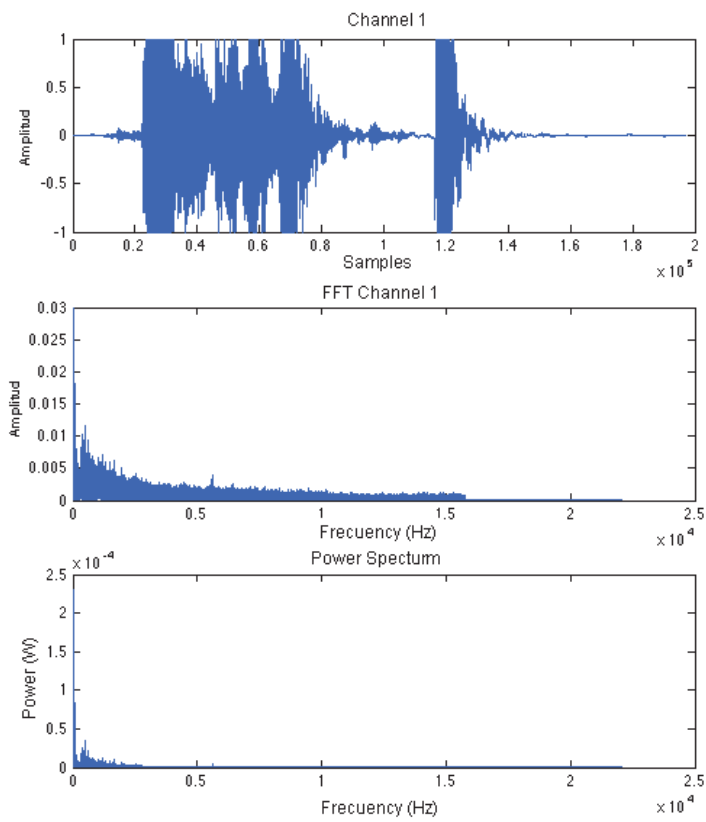 Channel 1
1
0.5
0
-0.5
-1
Amplitud
0 0.2 0.4 0.6 0.8 1 1.2 1.4 1.6 1.8 2
Samples
x 10^5
FFT Channel 1
0.03
0.025
0.02
0.015
0.01
0.005
0
Amplitud
0 0.5 1 1.5 2 2.5
Frecuency (Hz)
x 10^4
Power Specturm
x 10^-4
2.5
2
1.5
1
0.5
0
Power (W)
0 0.5 1 1.5 2 2.5
Frecuency (Hz)
x 10^4